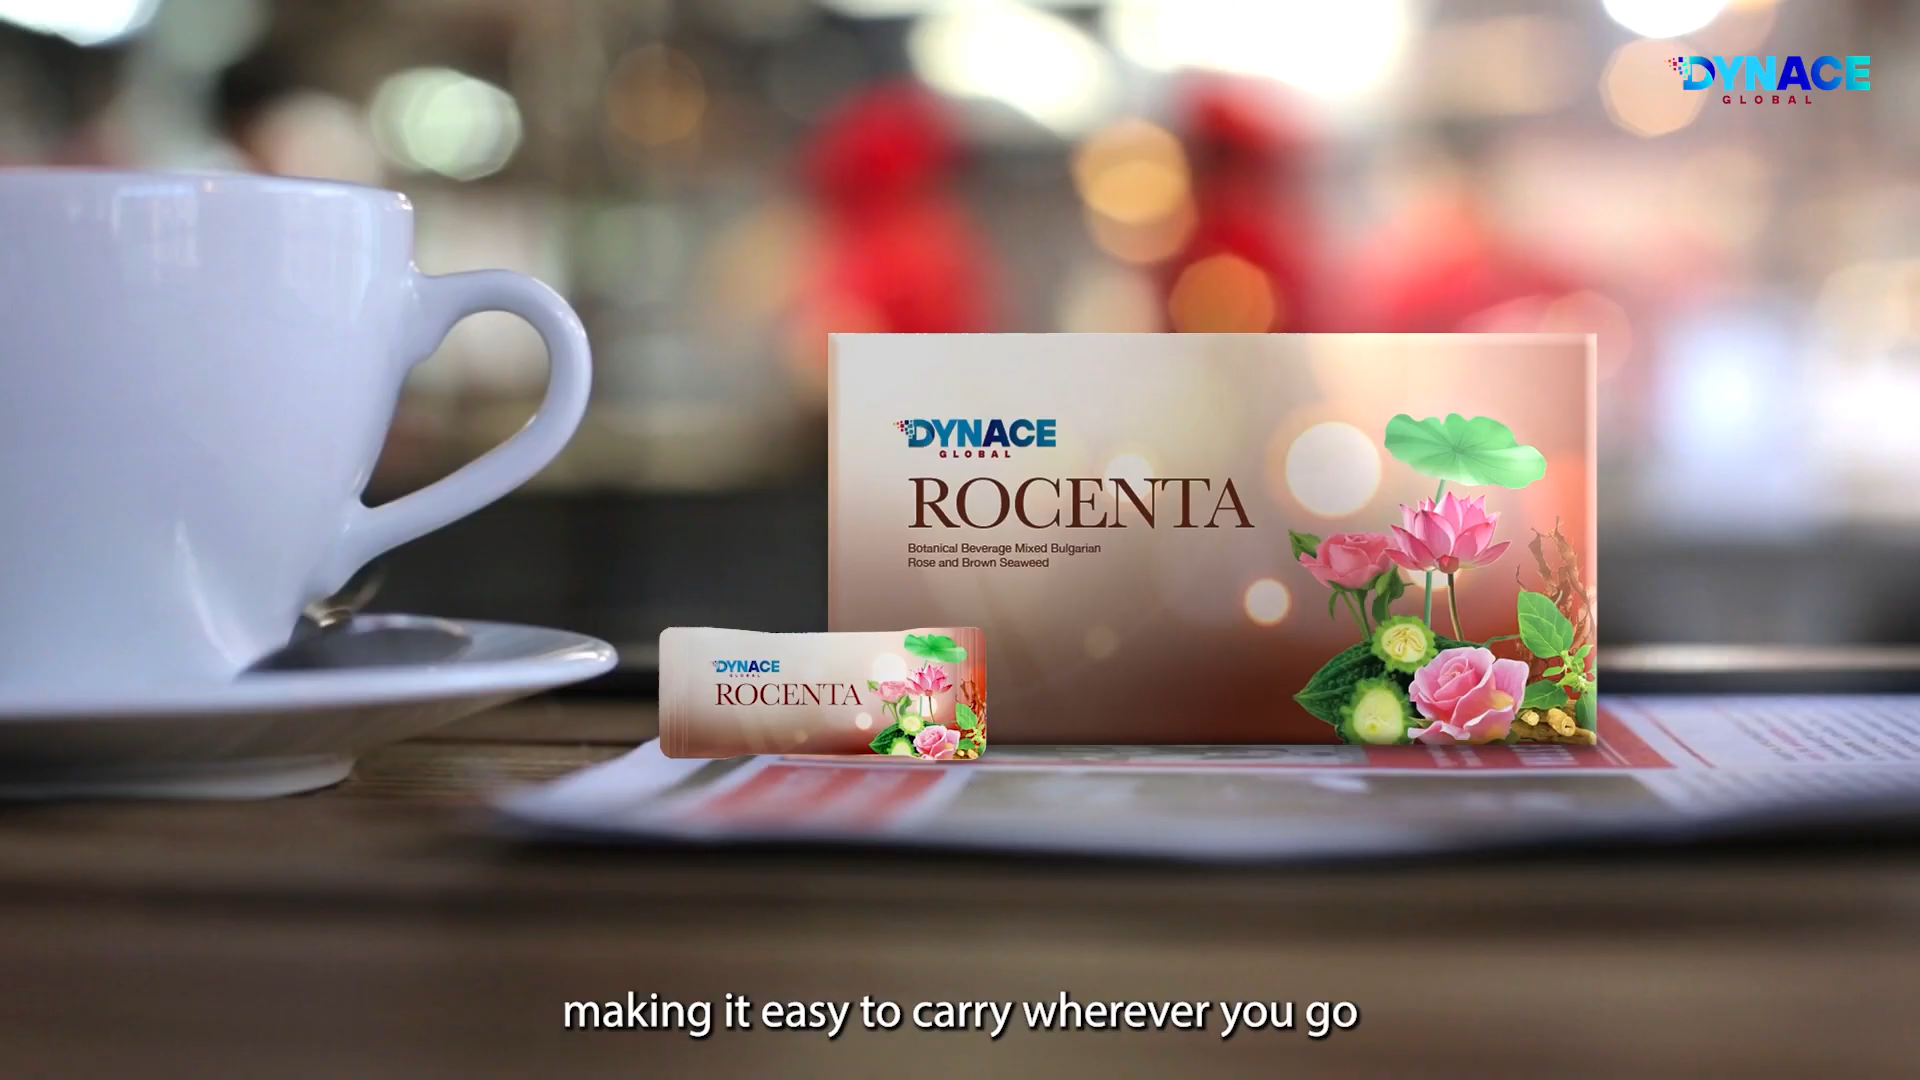 DYNACE
GLOBAL
DYNACE
GLOBAL
ROCENTA
Botanical Beverage Mixed Bulgarian
Rose and Brown Seaweed
DYNACE
GLOBAL
ROCENTA
making it easy to carry wherever you go